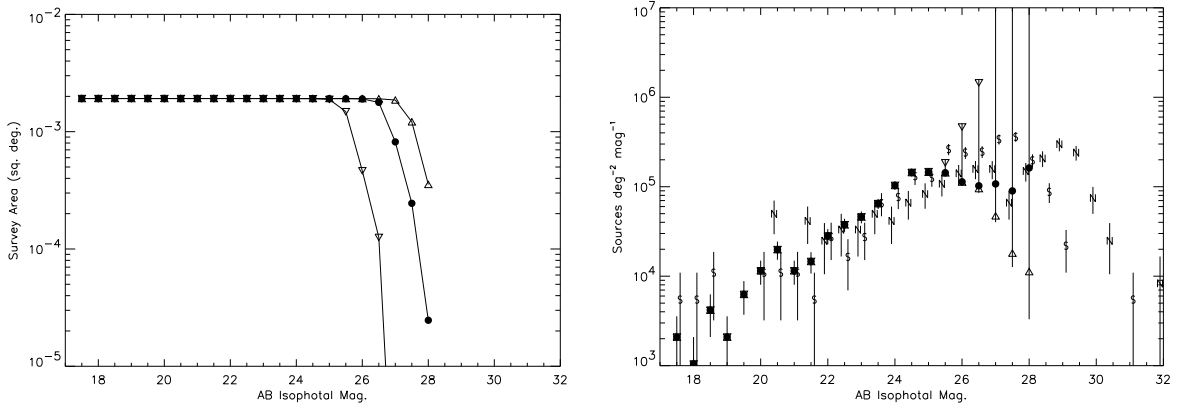 10⁻²
10⁻³
10⁻⁴
10⁻⁵
Survey Area (sq. deg.)
18 20 22 24 26 28 30 32
AB Isophotal Mag.
10⁷
10⁶
10⁵
10⁴
10³
Sources deg⁻² mag⁻¹
18 20 22 24 26 28 30 32
AB Isophotal Mag.